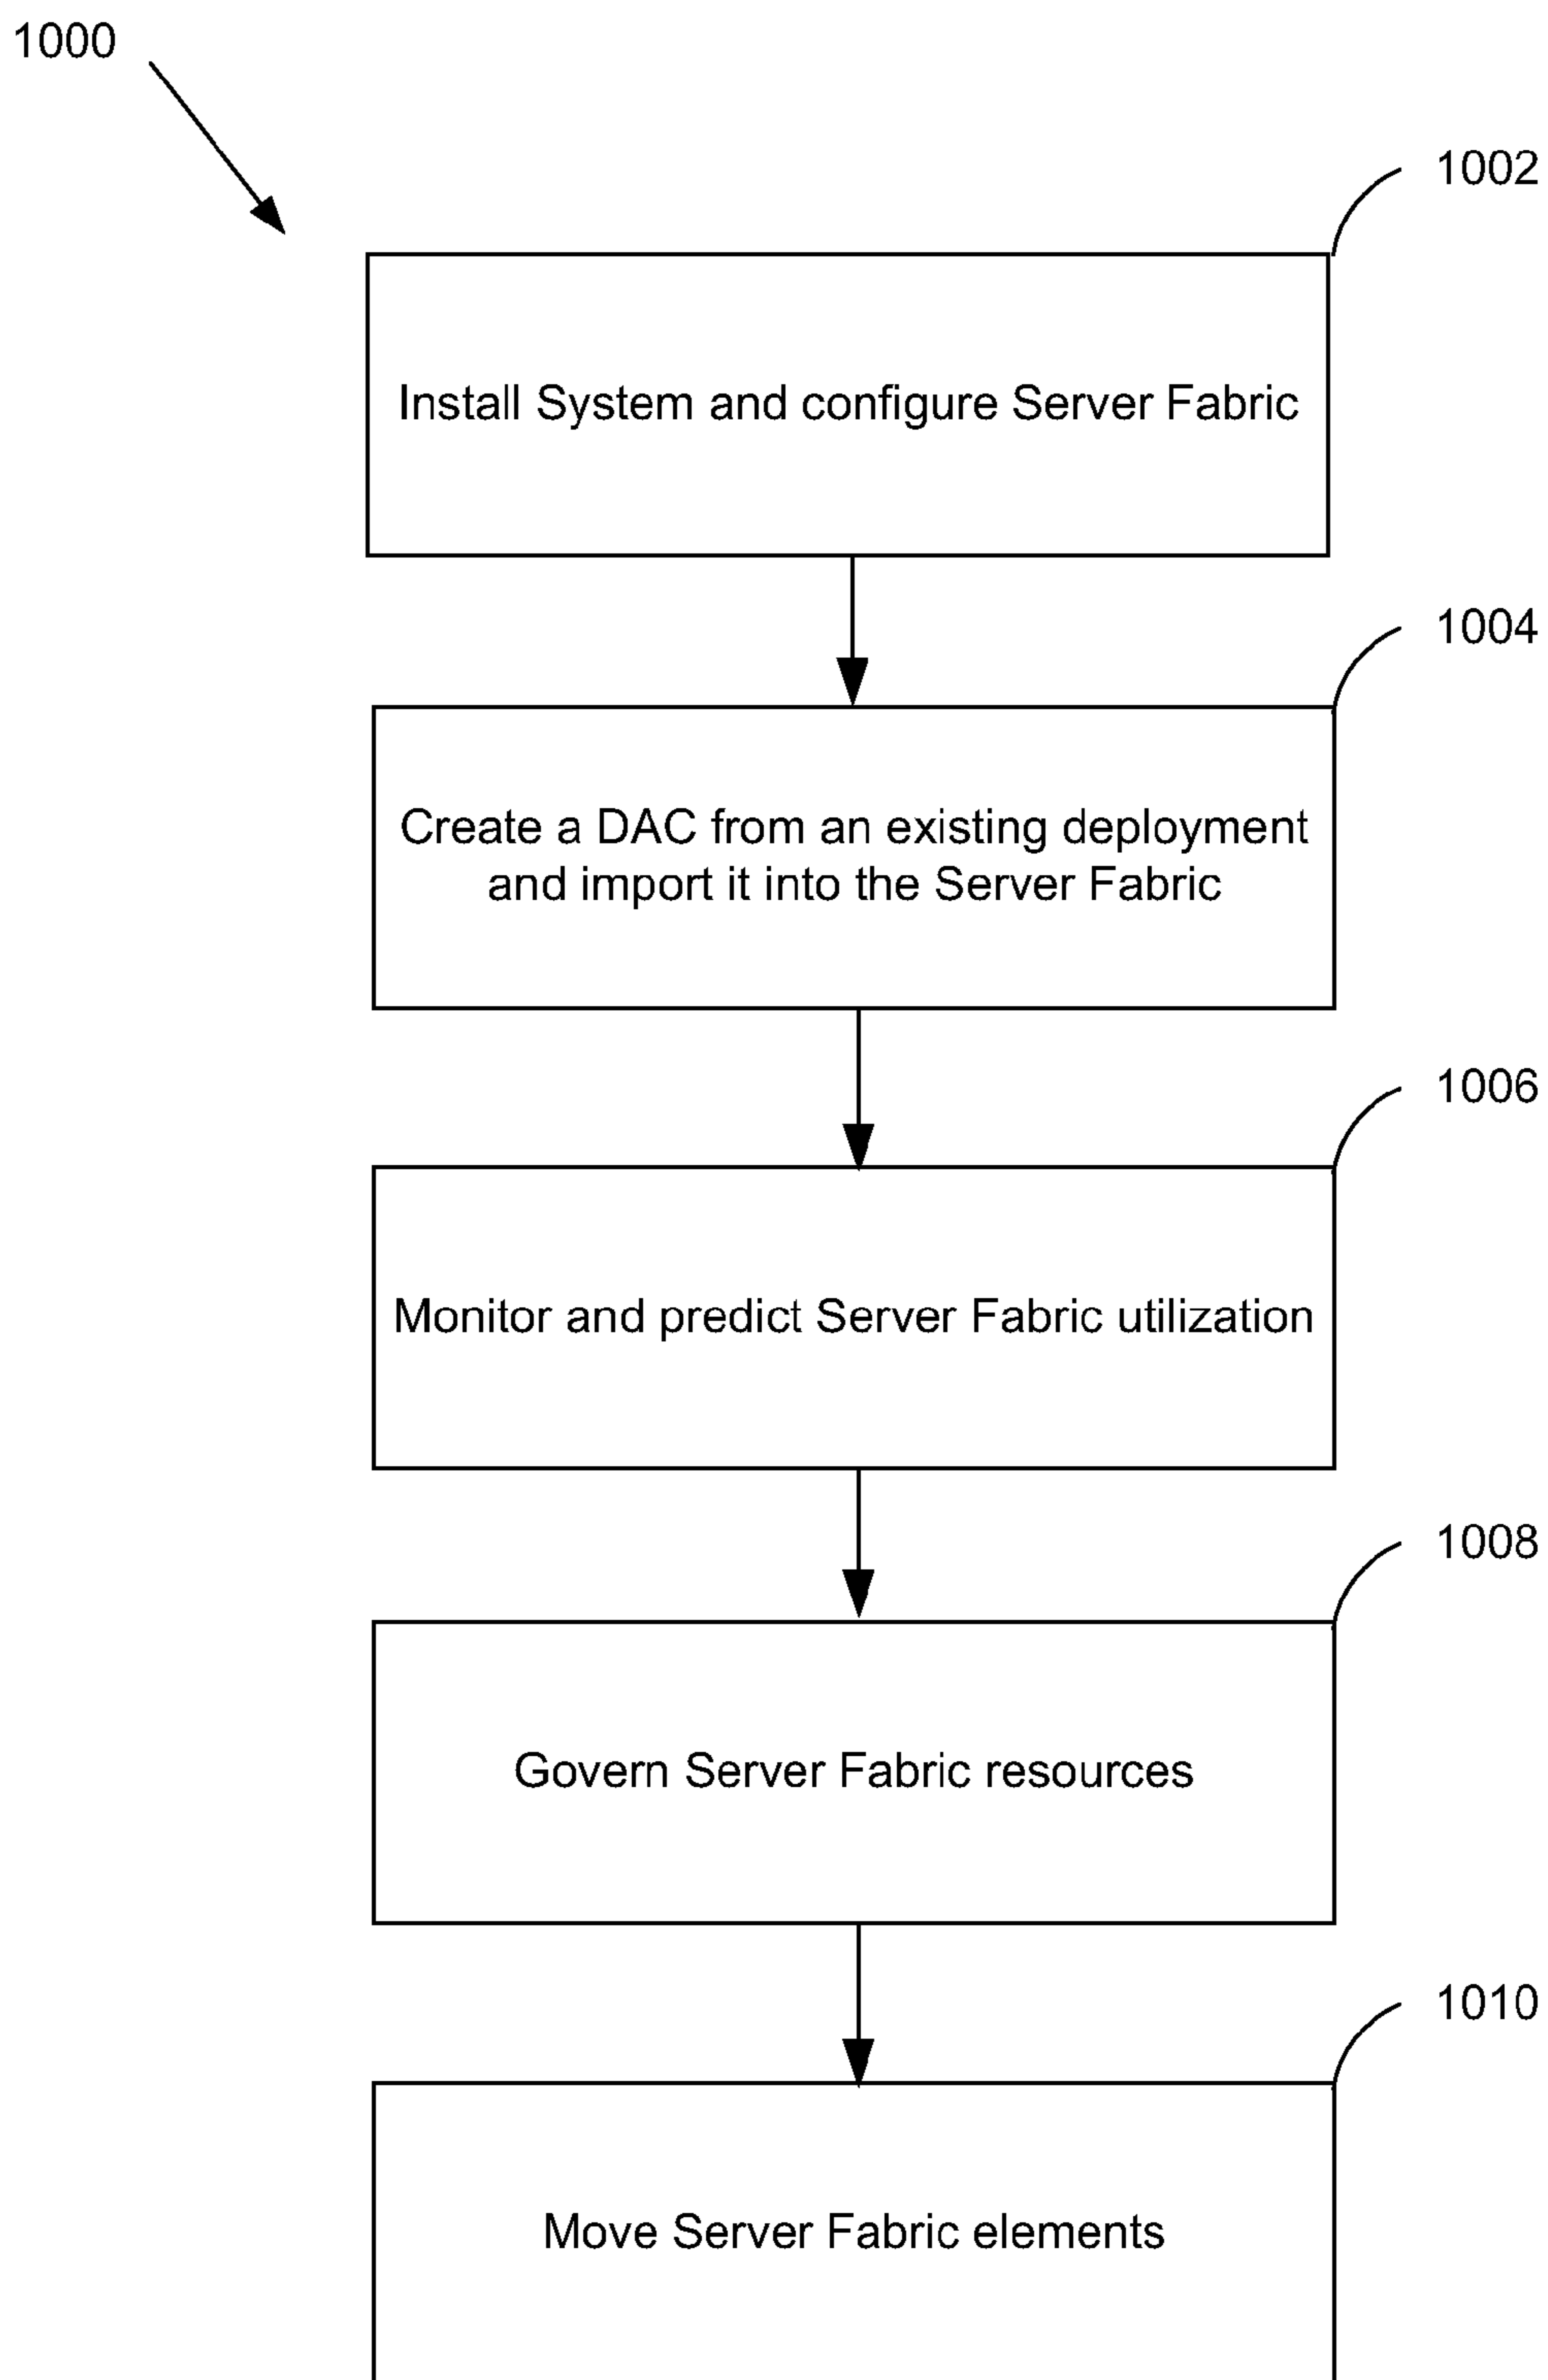 1000
1002
Install System and configure Server Fabric
1004
Create a DAC from an existing deployment
and import it into the Server Fabric
1006
Monitor and predict Server Fabric utilization
1008
Govern Server Fabric resources
1010
Move Server Fabric elements